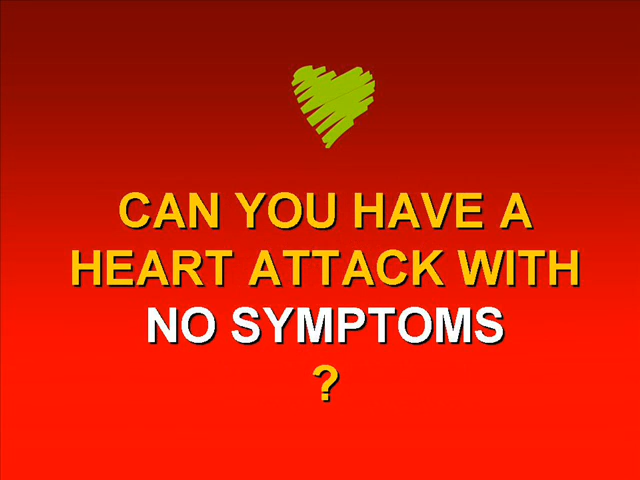 CAN YOU HAVE A
HEART ATTACK WITH
NO SYMPTOMS
?